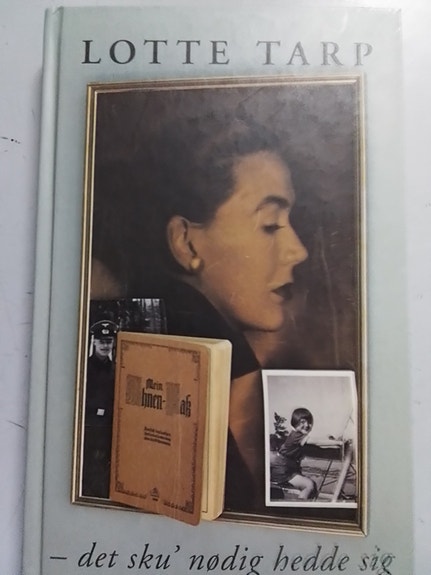 LOTTE TARP
Mein
Ahnen-Paß
– det sku' nødig hedde sig